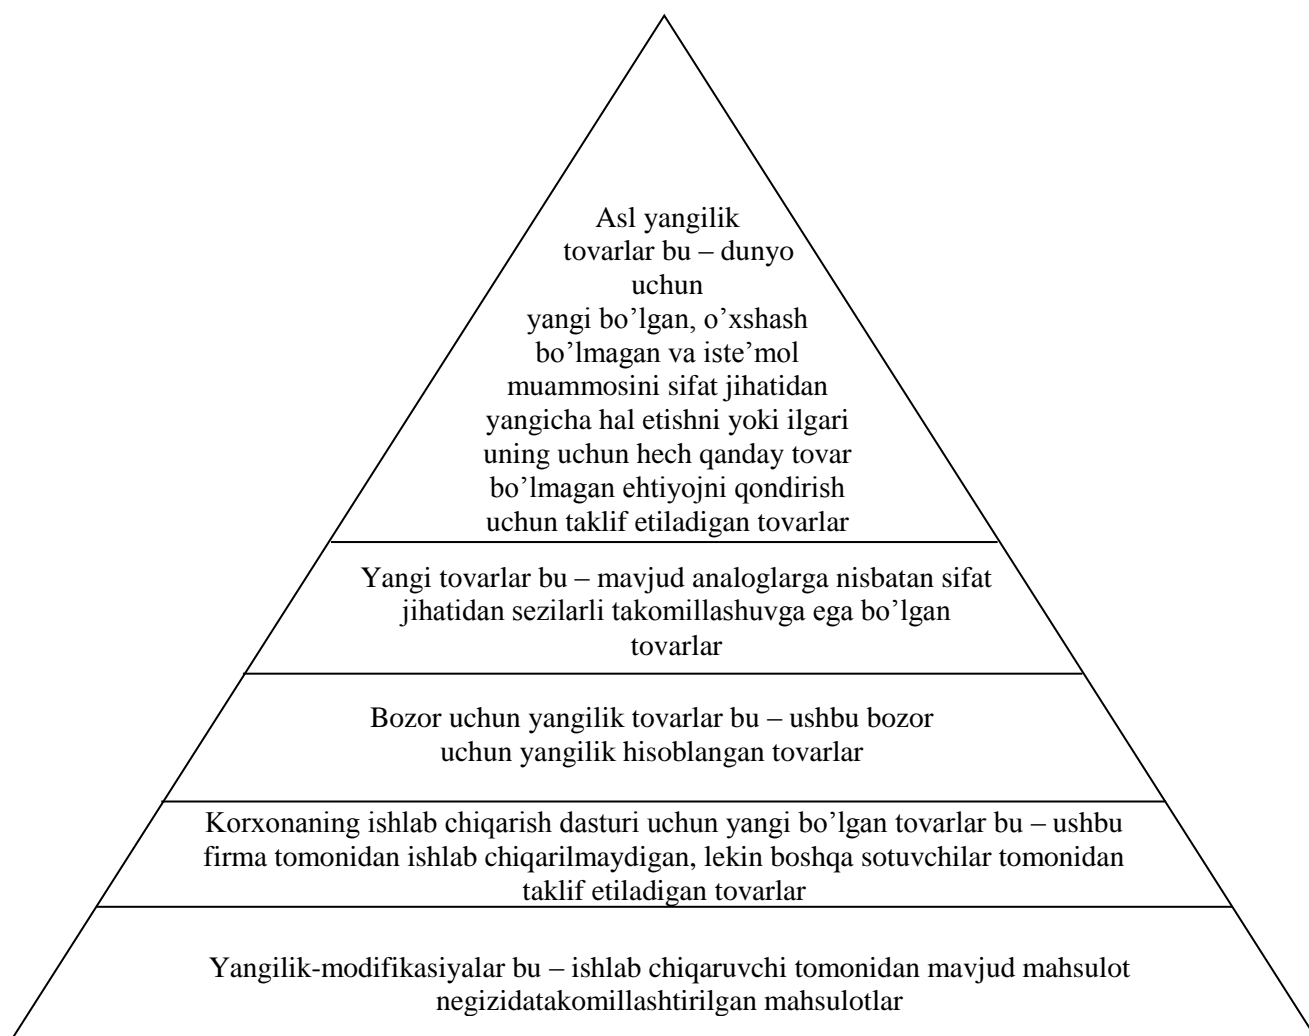 Asl yangilik
tovarlar bu – dunyo
uchun
yangi bo’lgan, o’xshash
bo’lmagan va iste’mol
muammosini sifat jihatidan
yangicha hal etishni yoki ilgari
uning uchun hech qanday tovar
bo’lmagan ehtiyojni qondirish
uchun taklif etiladigan tovarlar
Yangi tovarlar bu – mavjud analoglarga nisbatan sifat
jihatidan sezilarli takomillashuvga ega bo’lgan
tovarlar
Bozor uchun yangilik tovarlar bu – ushbu bozor
uchun yangilik hisoblangan tovarlar
Korxonaning ishlab chiqarish dasturi uchun yangi bo’lgan tovarlar bu – ushbu
firma tomonidan ishlab chiqarilmaydigan, lekin boshqa sotuvchilar tomonidan
taklif etiladigan tovarlar
Yangilik-modifikasiyalar bu – ishlab chiqaruvchi tomonidan mavjud mahsulot
negizidatakomillashtirilgan mahsulotlar